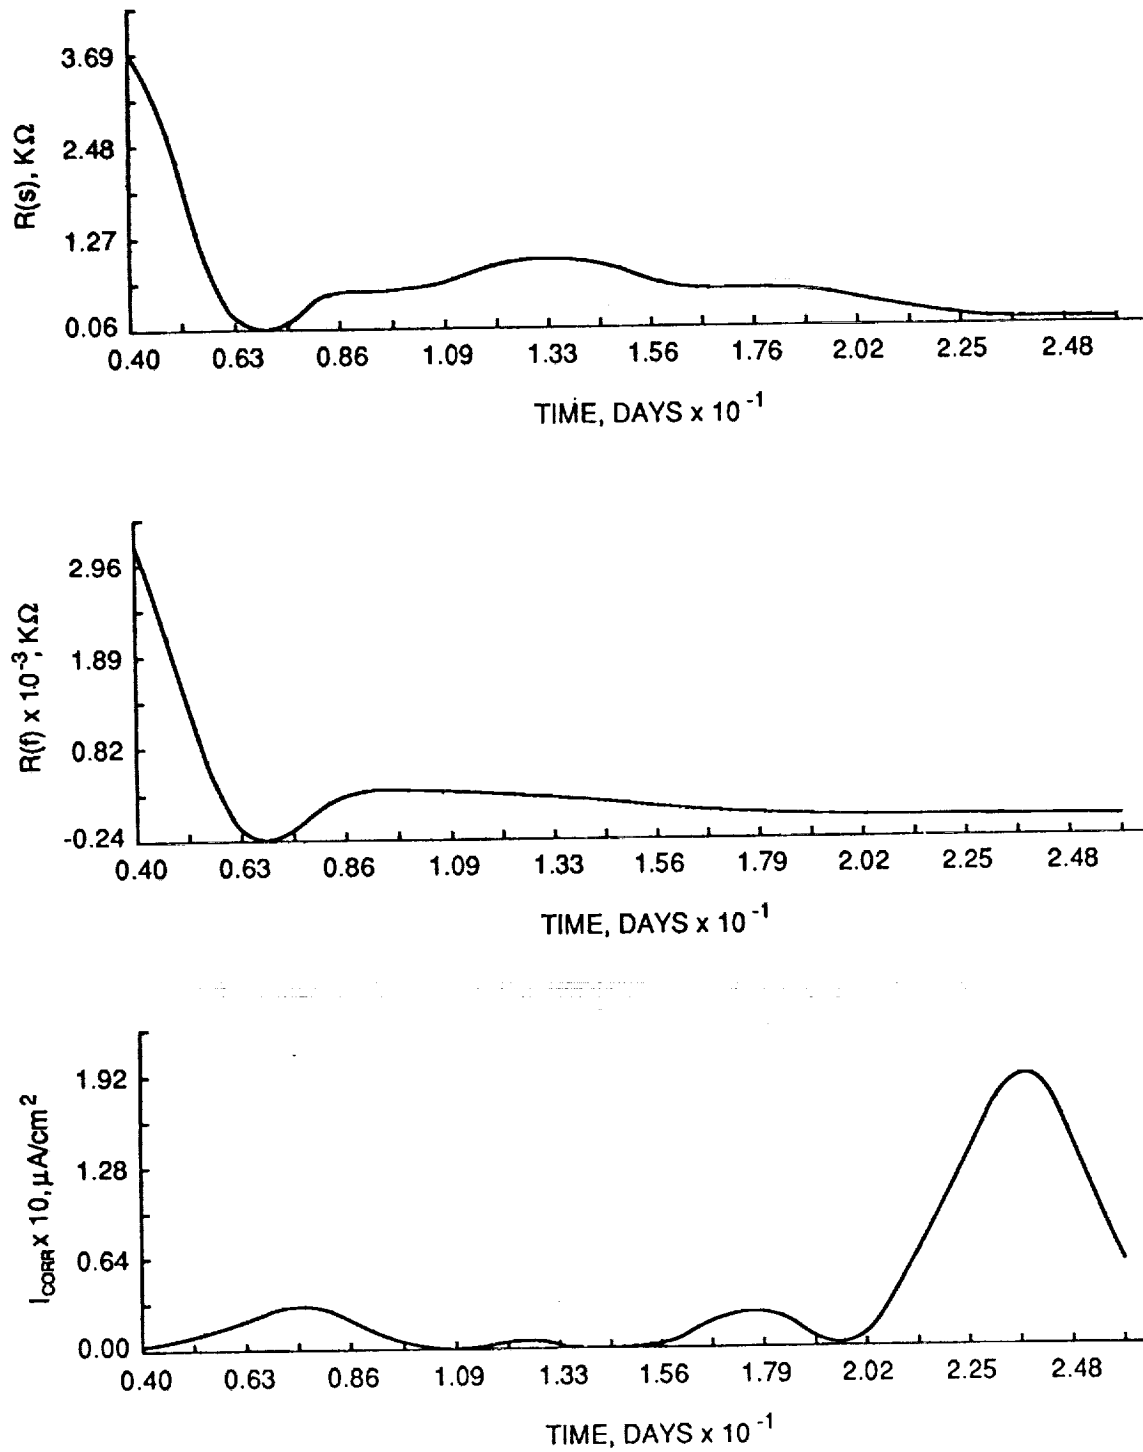 R(s), KΩ
3.69
2.48
1.27
0.06
0.40 0.63 0.86 1.09 1.33 1.56 1.76 2.02 2.25 2.48
TIME, DAYS x 10⁻¹
R(f) x 10⁻³, KΩ
2.96
1.89
0.82
-0.24
0.40 0.63 0.86 1.09 1.33 1.56 1.79 2.02 2.25 2.48
TIME, DAYS x 10⁻¹
I_CORR x 10, μA/cm²
1.92
1.28
0.64
0.00
0.40 0.63 0.86 1.09 1.33 1.56 1.79 2.02 2.25 2.48
TIME, DAYS x 10⁻¹